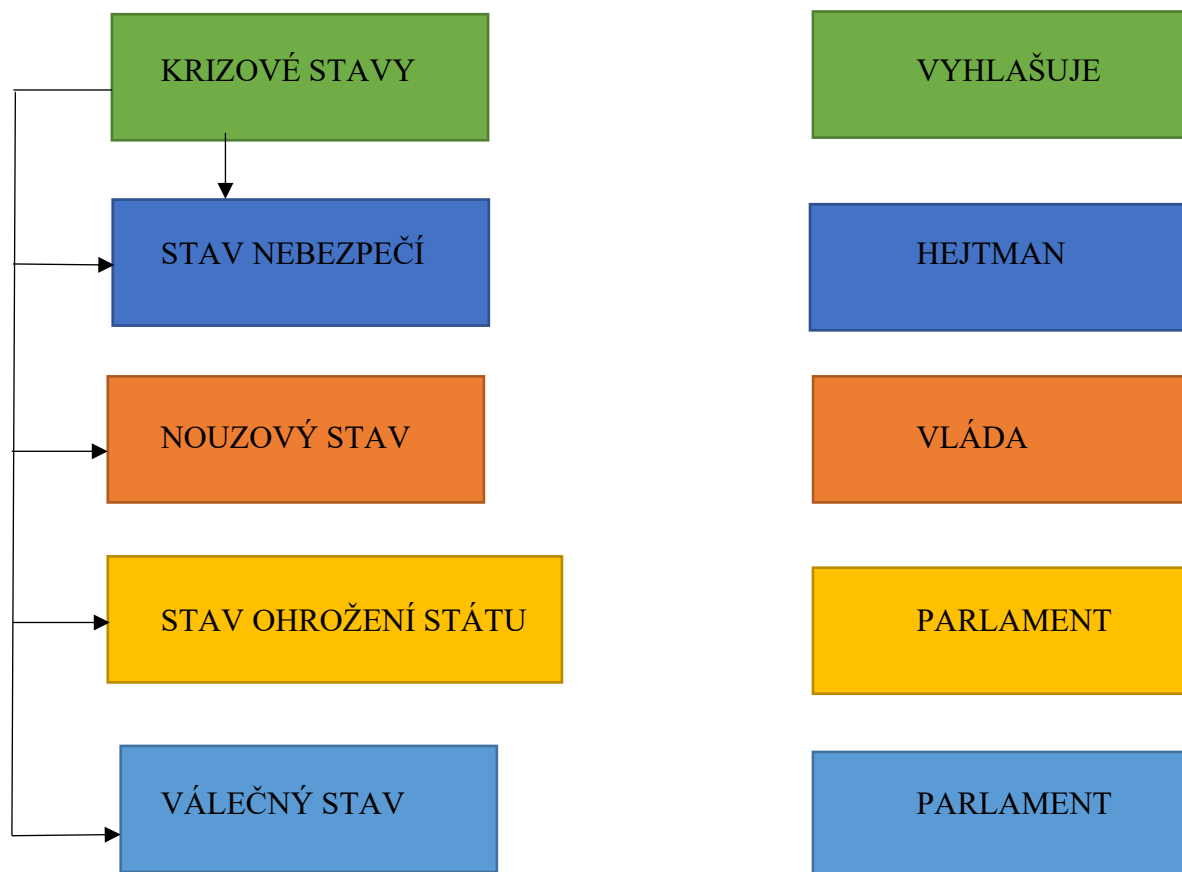 KRIZOVÉ STAVY
VYHLAŠUJE
STAV NEBEZPEČÍ
HEJTMAN
NOUZOVÝ STAV
VLÁDA
STAV OHROŽENÍ STÁTU
PARLAMENT
VÁLEČNÝ STAV
PARLAMENT